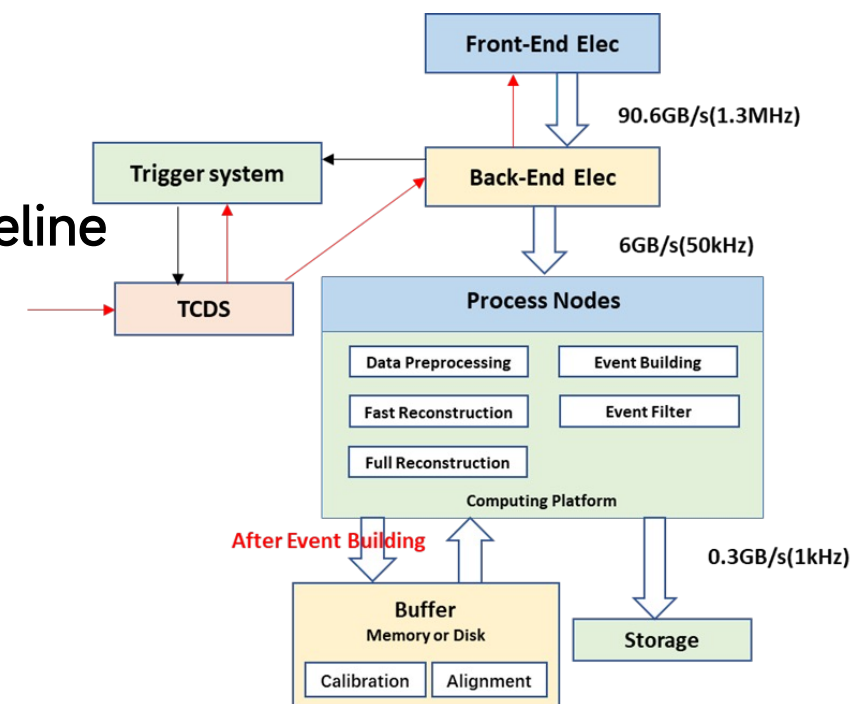 Front-End Elec
90.6GB/s(1.3MHz)
Trigger system
Back-End Elec
eline
6GB/s(50kHz)
TCDS
Process Nodes
Data Preprocessing
Event Building
Fast Reconstruction
Event Filter
Full Reconstruction
Computing Platform
After Event Building
0.3GB/s(1kHz)
Buffer
Memory or Disk
Storage
Calibration
Alignment